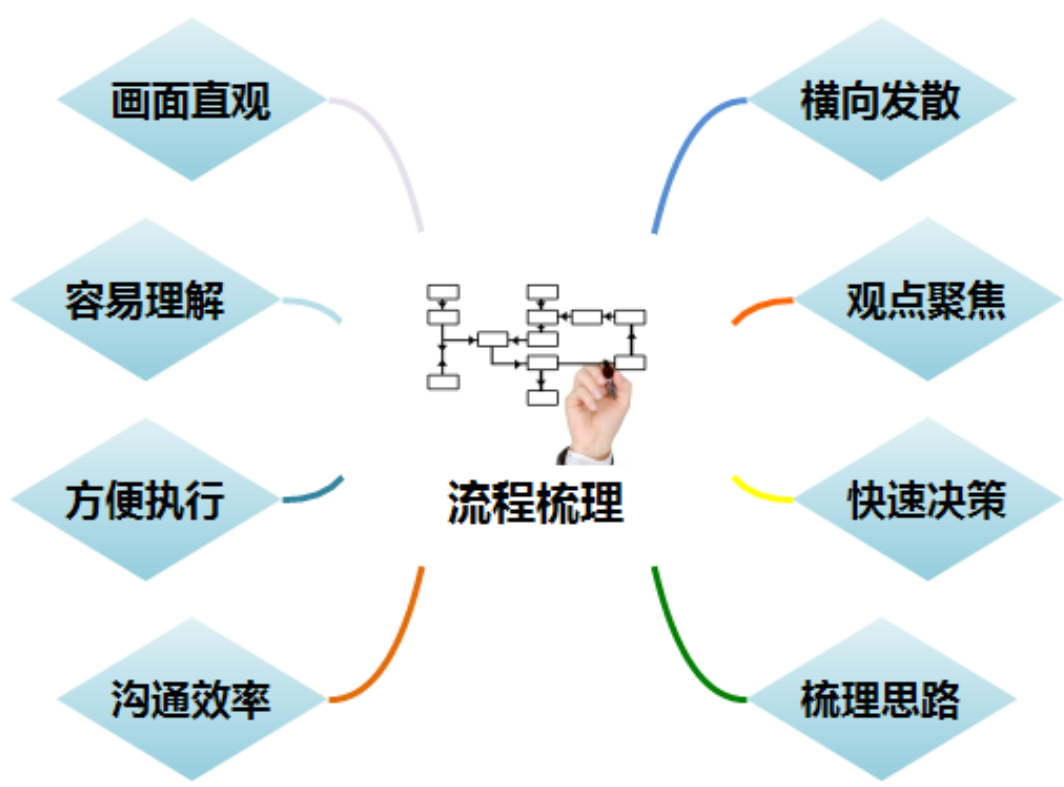 画面直观
横向发散
容易理解
观点聚焦
方便执行
快速决策
流程梳理
沟通效率
梳理思路